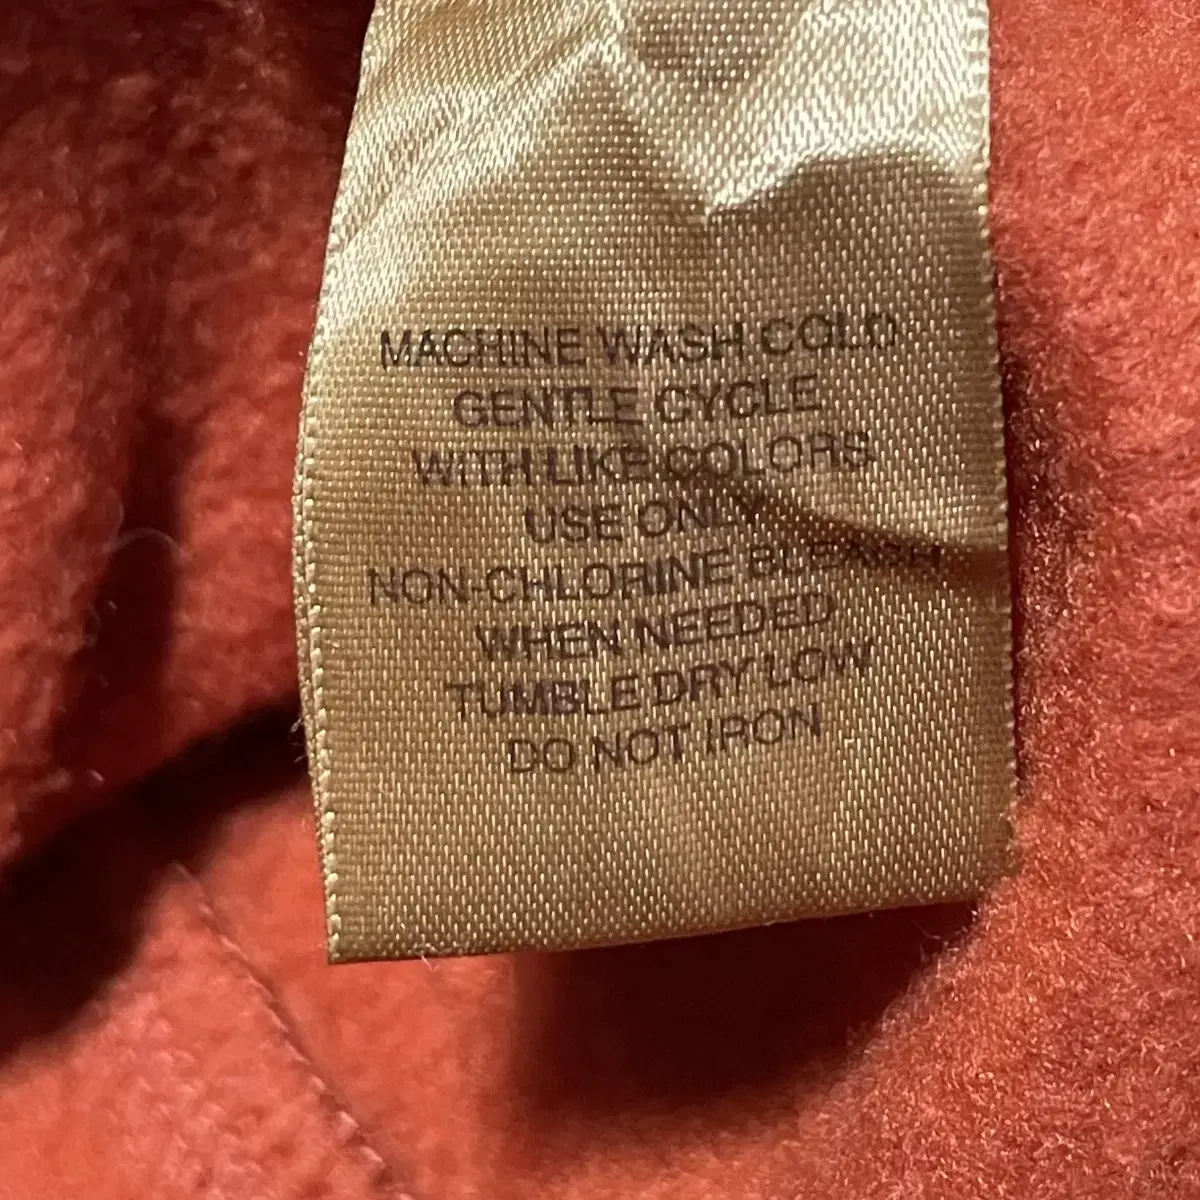 MACHINE WASH COLD
GENTLE CYCLE
WITH LIKE COLORS
USE ONLY
NON-CHLORINE BLEACH
WHEN NEEDED
TUMBLE DRY LOW
DO NOT IRON